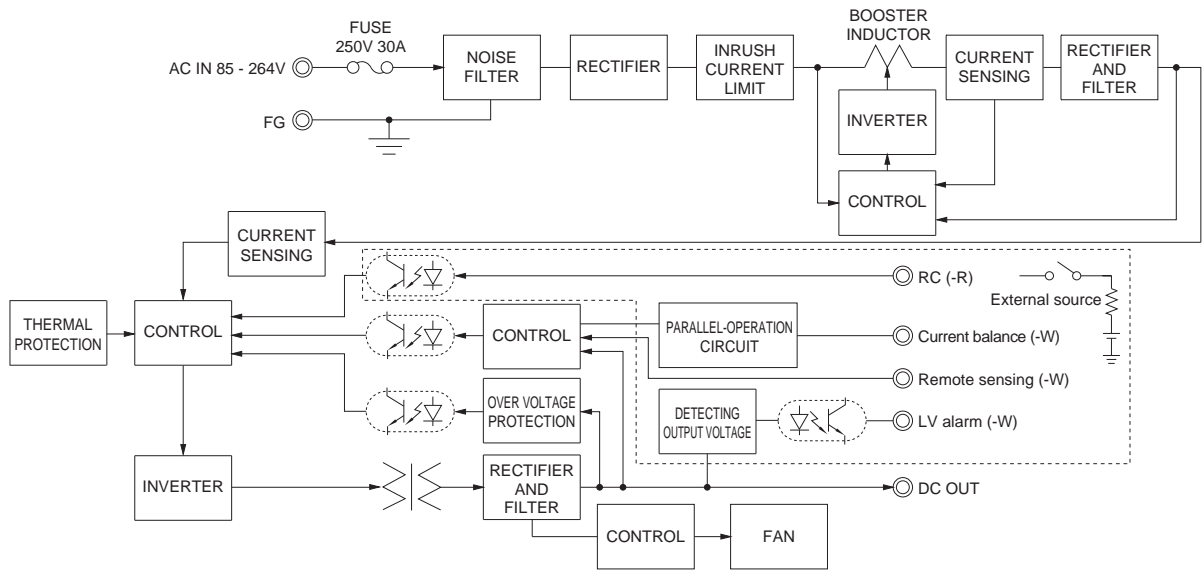 FUSE
250V 30A
BOOSTER
INDUCTOR
AC IN 85 - 264V
NOISE
FILTER
RECTIFIER
INRUSH
CURRENT
LIMIT
CURRENT
SENSING
RECTIFIER
AND
FILTER
FG
INVERTER
CONTROL
CURRENT
SENSING
RC (-R)
External source
THERMAL
PROTECTION
CONTROL
CONTROL
PARALLEL-OPERATION
CIRCUIT
Current balance (-W)
Remote sensing (-W)
OVER VOLTAGE
PROTECTION
DETECTING
OUTPUT VOLTAGE
LV alarm (-W)
INVERTER
RECTIFIER
AND
FILTER
DC OUT
CONTROL
FAN